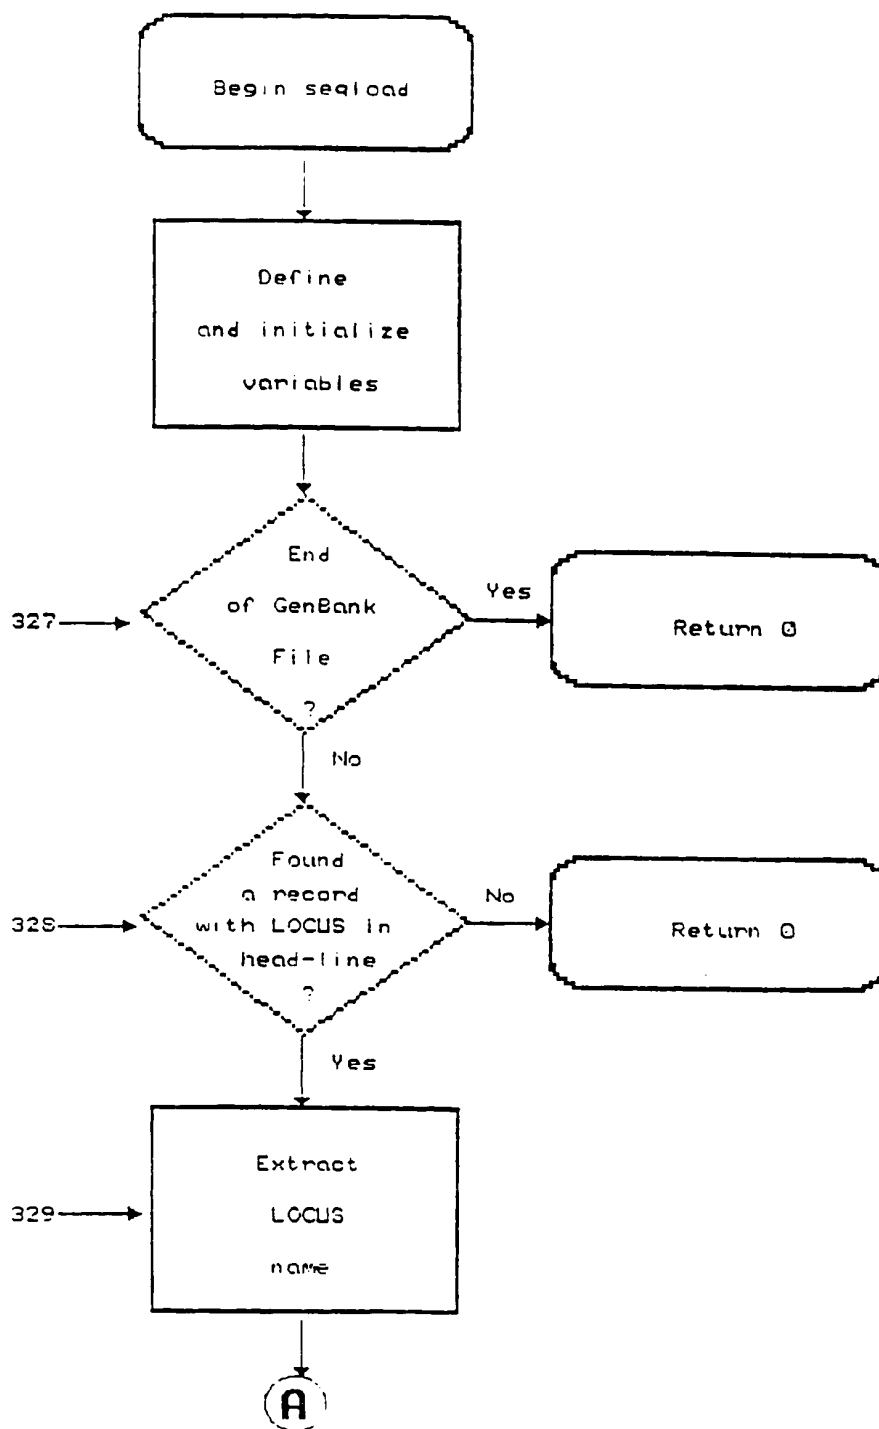 Begin seqload
Define
and initialize
variables
End
of GenBank
File
?
327
Yes
Return 0
No
Found
a record
with LOCUS in
head-line
?
328
No
Return 0
Yes
Extract
LOCUS
name
329
A